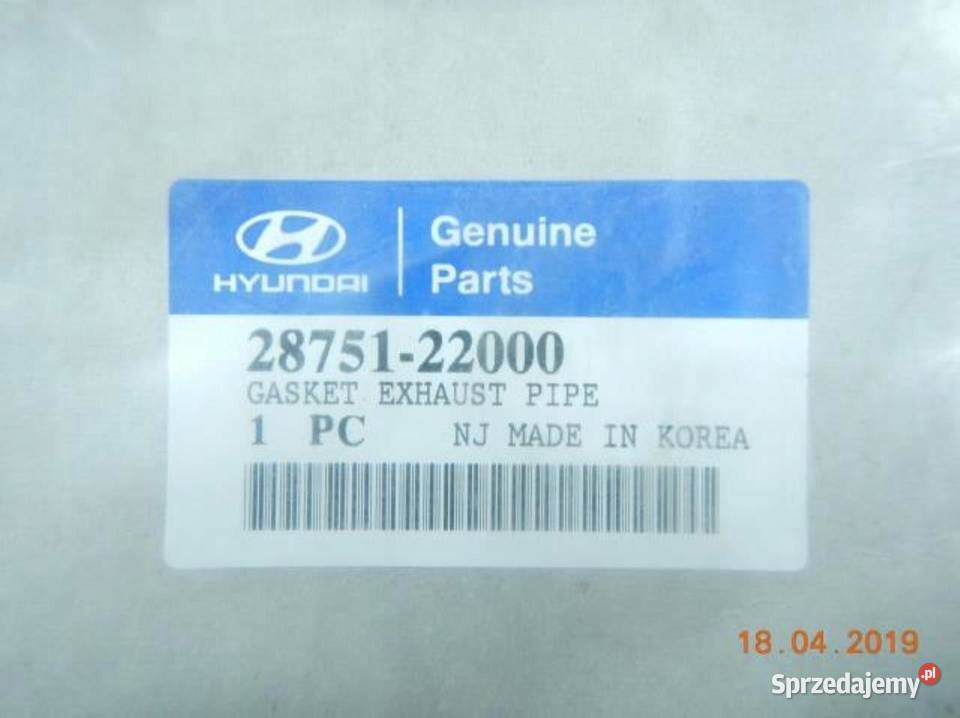 HYUNDAI
Genuine
Parts
28751-22000
GASKET EXHAUST PIPE
1 PC NJ MADE IN KOREA
18.04.2019
Sprzedajemy.pl